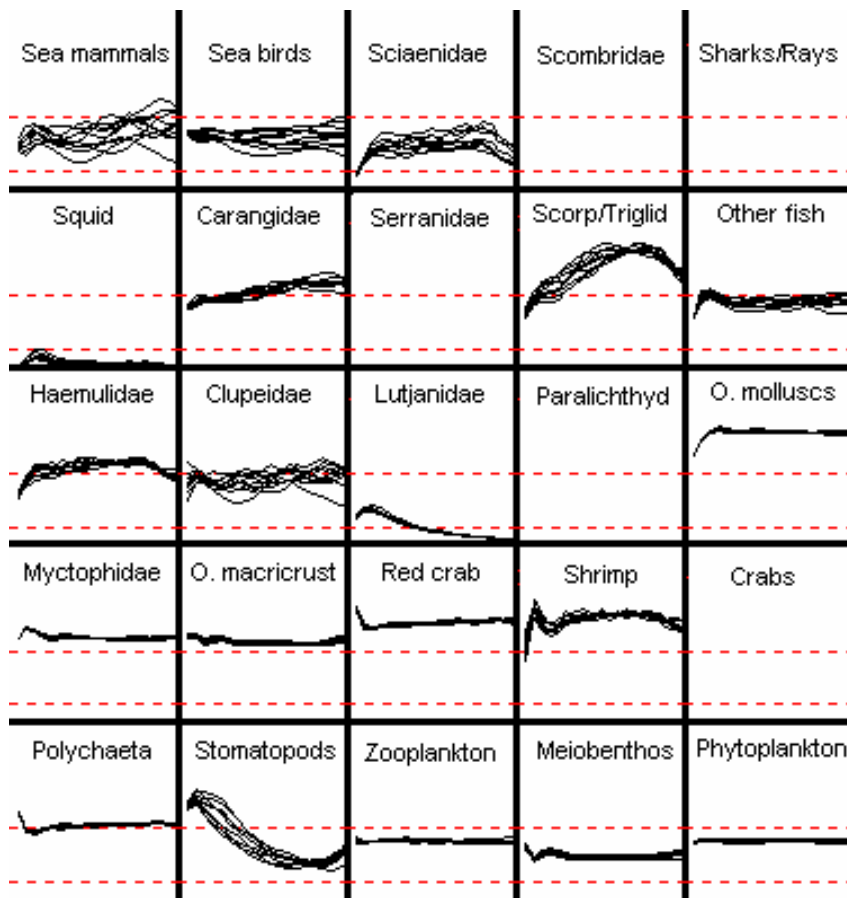 Sea mammals
Sea birds
Sciaenidae
Scombridae
Sharks/Rays
Squid
Carangidae
Serranidae
Scorp/Triglid
Other fish
Haemulidae
Clupeidae
Lutjanidae
Paralichthyd
O. molluscs
Myctophidae
O. macricrust
Red crab
Shrimp
Crabs
Polychaeta
Stomatopods
Zooplankton
Meiobenthos
Phytoplankton